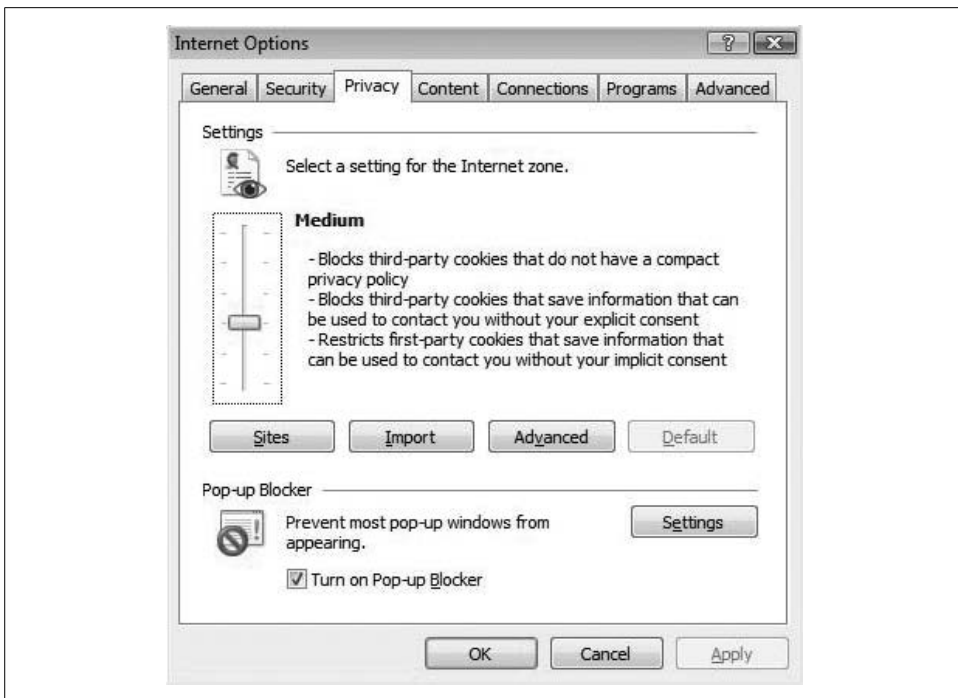 Internet Options
General Security Privacy Content Connections Programs Advanced
Settings
Select a setting for the Internet zone.
Medium
- Blocks third-party cookies that do not have a compact
privacy policy
- Blocks third-party cookies that save information that can
be used to contact you without your explicit consent
- Restricts first-party cookies that save information that
can be used to contact you without your implicit consent
Sites Import Advanced Default
Pop-up Blocker
Prevent most pop-up windows from
appearing.
Settings
Turn on Pop-up Blocker
OK Cancel Apply